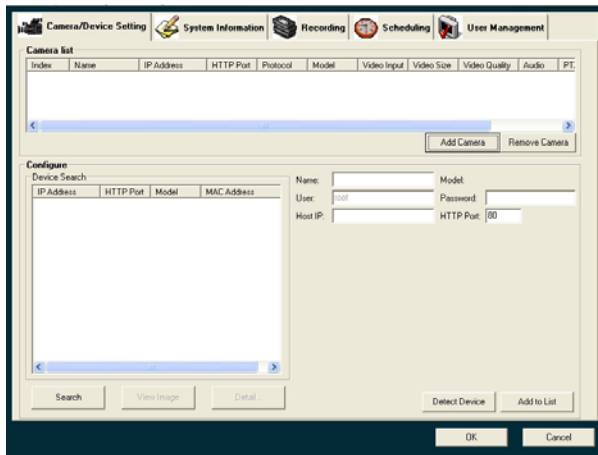 Camera/Device Setting System Information Recording Scheduling User Management
Camera list
Index Name IP Address HTTP Port Protocol Model Video Input Video Size Video Quality Audio PT.
Add Camera Remove Camera
Configure
Device Search
IP Address HTTP Port Model MAC Address
Name: Model:
User: root Password:
Host IP: HTTP Port: 80
Search View Image Detail...
Detect Device Add to List
OK Cancel